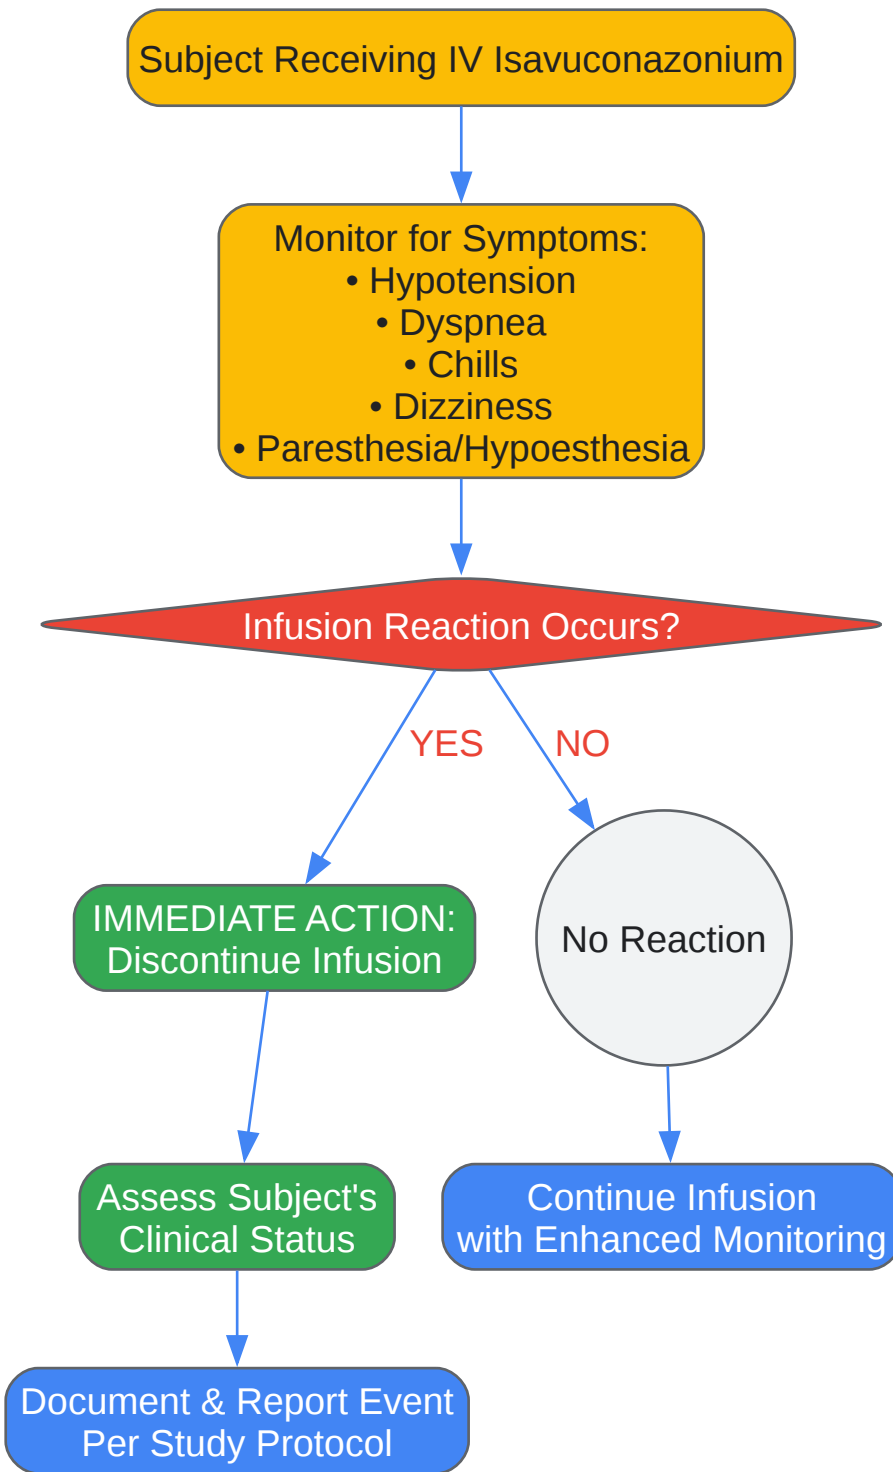 Subject Receiving IV Isavuconazonium
Monitor for Symptoms:
• Hypotension
• Dyspnea
• Chills
• Dizziness
• Paresthesia/Hypoesthesia
Infusion Reaction Occurs?
YES
NO
IMMEDIATE ACTION:
Discontinue Infusion
No Reaction
Assess Subject's
Clinical Status
Continue Infusion
with Enhanced Monitoring
Document & Report Event
Per Study Protocol